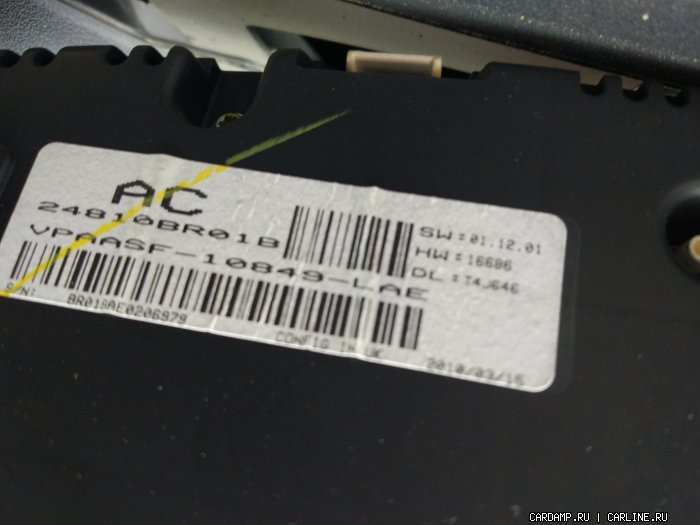 AC
24810BR01B
VPAASF-10849-LAE
SW: 01.12.01
HW: 16686
DL: T4J646
S/N:
BR01BAE0206979
CONFIG IN UK
2010/03/15
CARDAMP.RU | CARLINE.RU